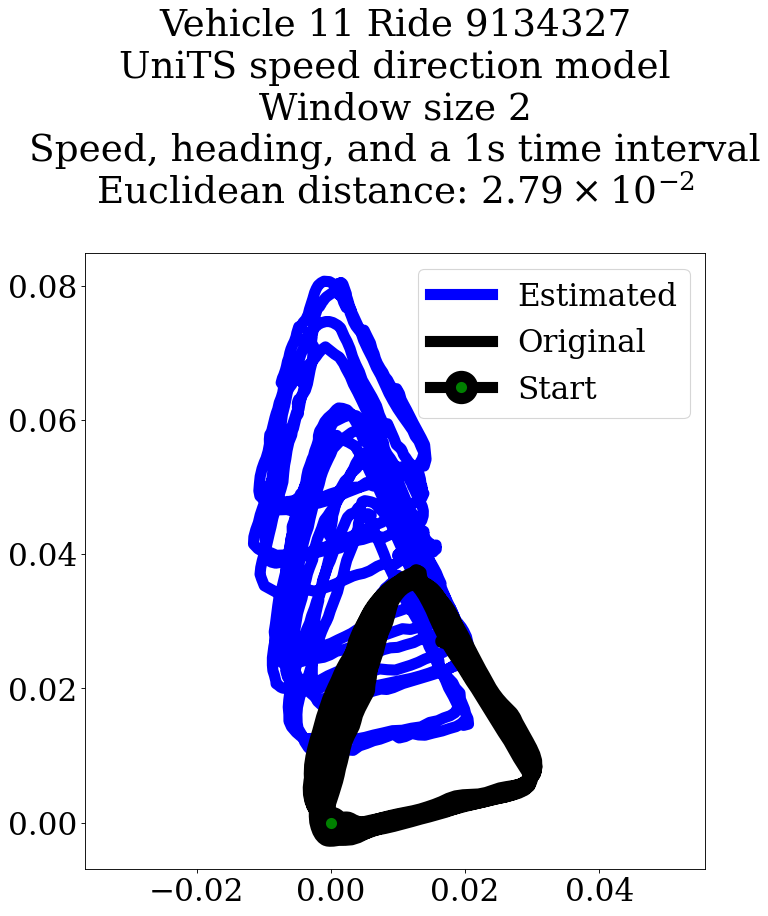 Vehicle 11 Ride 9134327
UniTS speed direction model
Window size 2
Speed, heading, and a 1s time interval
Euclidean distance: 2.79 × 10⁻²
Estimated
Original
Start
0.08
0.06
0.04
0.02
0.00
−0.02 0.00 0.02 0.04